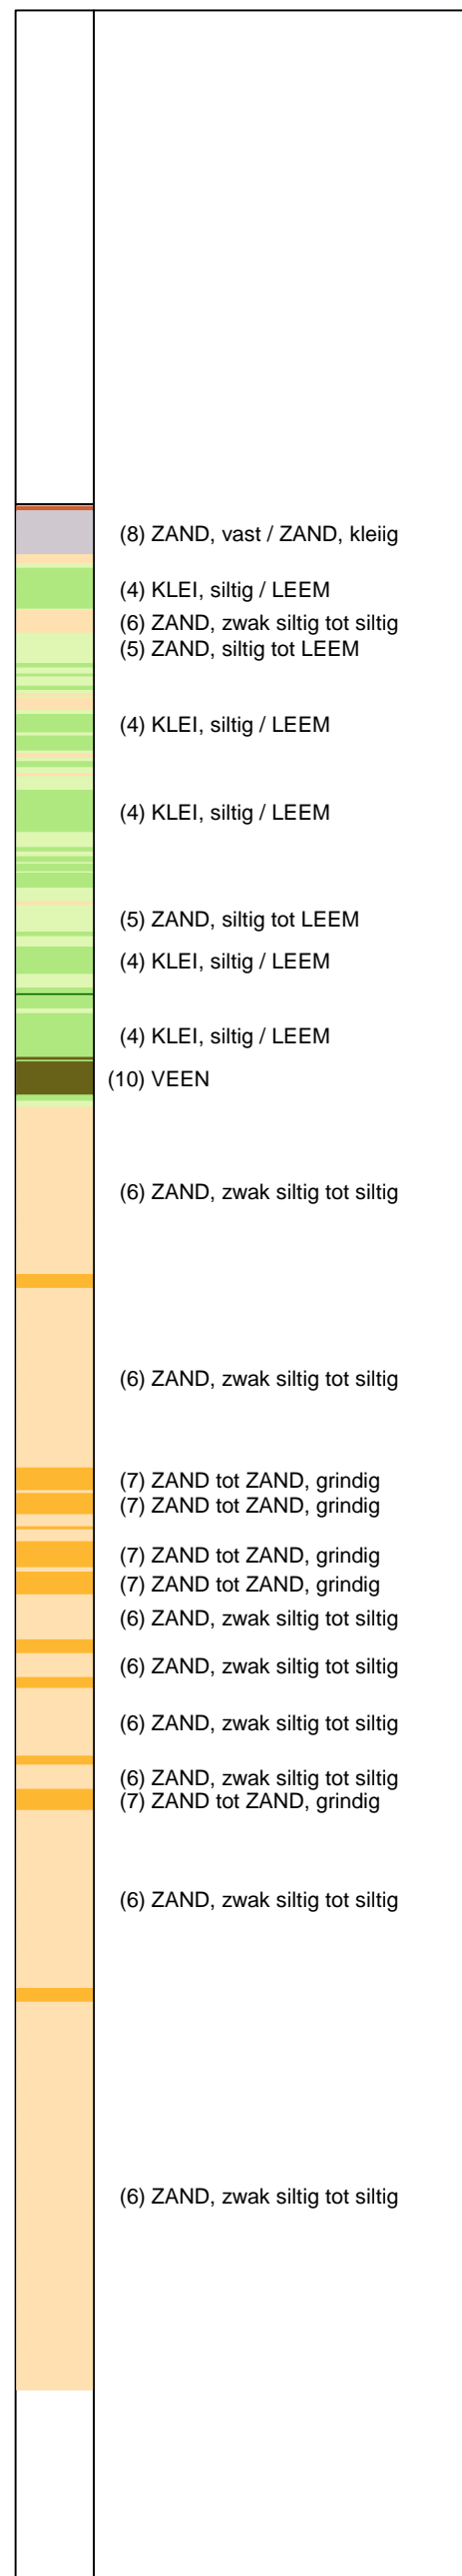 (8) ZAND, vast / ZAND, kleiig
(4) KLEI, siltig / LEEM
(6) ZAND, zwak siltig tot siltig
(5) ZAND, siltig tot LEEM
(4) KLEI, siltig / LEEM
(4) KLEI, siltig / LEEM
(5) ZAND, siltig tot LEEM
(4) KLEI, siltig / LEEM
(4) KLEI, siltig / LEEM
(10) VEEN
(6) ZAND, zwak siltig tot siltig
(6) ZAND, zwak siltig tot siltig
(7) ZAND tot ZAND, grindig
(7) ZAND tot ZAND, grindig
(7) ZAND tot ZAND, grindig
(7) ZAND tot ZAND, grindig
(6) ZAND, zwak siltig tot siltig
(6) ZAND, zwak siltig tot siltig
(6) ZAND, zwak siltig tot siltig
(6) ZAND, zwak siltig tot siltig
(7) ZAND tot ZAND, grindig
(6) ZAND, zwak siltig tot siltig
(6) ZAND, zwak siltig tot siltig